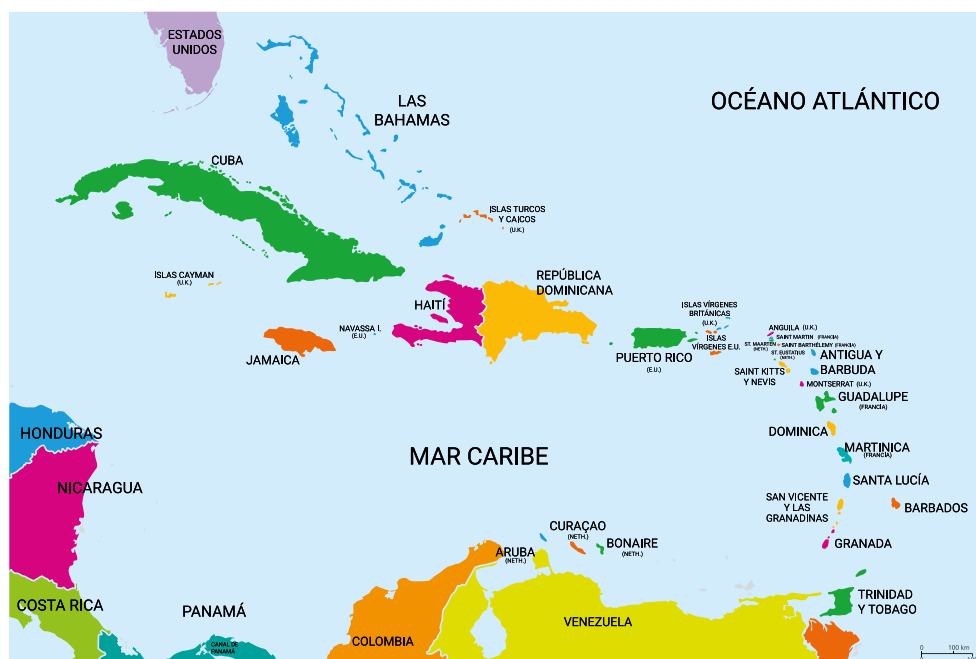 ESTADOS
UNIDOS
LAS
BAHAMAS
OCÉANO ATLÁNTICO
CUBA
ISLAS TURCOS
Y CAICOS
(U.K.)
ISLAS CAYMAN
(U.K.)
REPÚBLICA
DOMINICANA
HAITÍ
NAVASSA I.
(E.U.)
JAMAICA
ISLAS VÍRGENES
BRITÁNICAS
(U.K.)
ISLAS
VÍRGENES E.U.
PUERTO RICO
(E.U.)
ANGUILA (U.K.)
SAINT MARTIN (FRANCIA)
ST. MAARTEN
(NETH.)
SAINT BARTHÉLEMY (FRANCIA)
ST. EUSTATIUS
(NETH.)
ANTIGUA Y
BARBUDA
SAINT KITTS
Y NEVIS
MONTSERRAT (U.K.)
GUADALUPE
(FRANCIA)
DOMINICA
MARTINICA
(FRANCIA)
HONDURAS
MAR CARIBE
NICARAGUA
SANTA LUCÍA
SAN VICENTE
Y LAS
GRANADINAS
BARBADOS
GRANADA
CURAÇAO
(NETH.)
ARUBA
(NETH.)
BONAIRE
(NETH.)
COSTA RICA
PANAMÁ
CANAL DE
PANAMÁ
COLOMBIA
VENEZUELA
TRINIDAD
Y TOBAGO
0 100 km